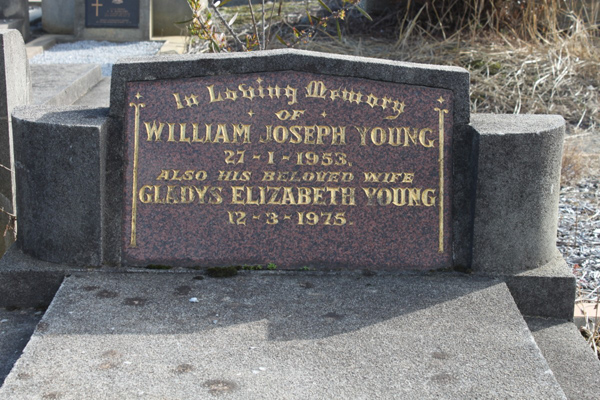 In Loving Memory
OF
WILLIAM JOSEPH YOUNG
27-1-1953.
ALSO HIS BELOVED WIFE
GLADYS ELIZABETH YOUNG
12-3-1975.